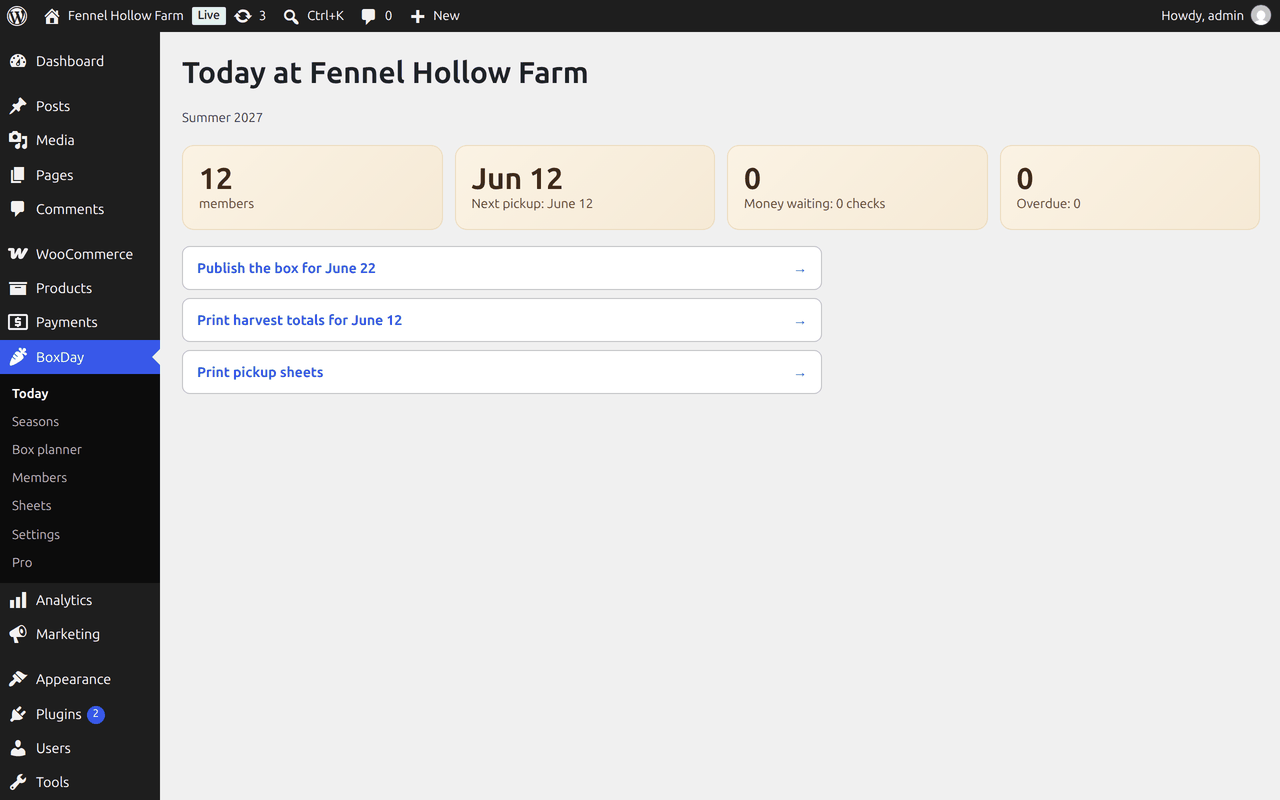 Fennel Hollow Farm Live 3 Ctrl+K 0 New Howdy, admin
Dashboard
Posts
Media
Pages
Comments
WooCommerce
Products
Payments
BoxDay
Today
Seasons
Box planner
Members
Sheets
Settings
Pro
Analytics
Marketing
Appearance
Plugins 2
Users
Tools
Today at Fennel Hollow Farm
Summer 2027
12
members
Jun 12
Next pickup: June 12
0
Money waiting: 0 checks
0
Overdue: 0
Publish the box for June 22 →
Print harvest totals for June 12 →
Print pickup sheets →